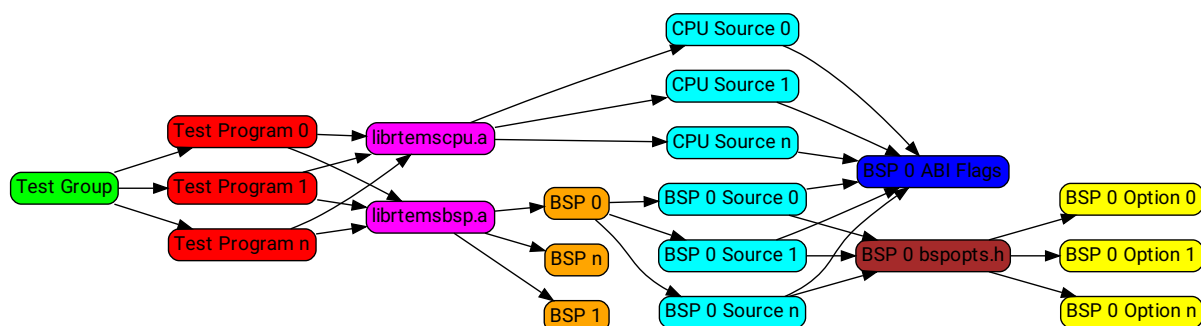 CPU Source 0
CPU Source 1
Test Program 0
librtemscpu.a
CPU Source n
BSP 0 ABI Flags
Test Group
Test Program 1
BSP 0
BSP 0 Source 0
BSP 0 Option 0
librtemsbsp.a
Test Program n
BSP n
BSP 0 Source 1
BSP 0 bspopts.h
BSP 0 Option 1
BSP 1
BSP 0 Source n
BSP 0 Option n